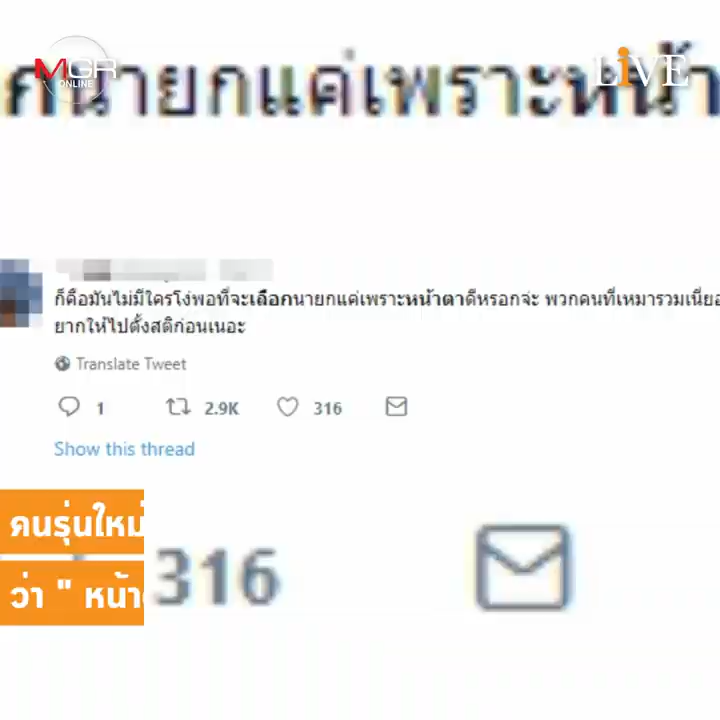 MGR
ONLINE
LiVE
กนายกแค่เพราะหน้า
ก็คือมันไม่มีใครโง่พอที่จะเลือกนายกแค่เพราะหน้าตาดีหรอกจ่ะ พวกคนที่เหมารวมเนี่ย
ยากให้ไปตั้งสติก่อนเนอะ
Translate Tweet
1 2.9K 316
Show this thread
คนรุ่นใหม่
ว่า " หน้า
316